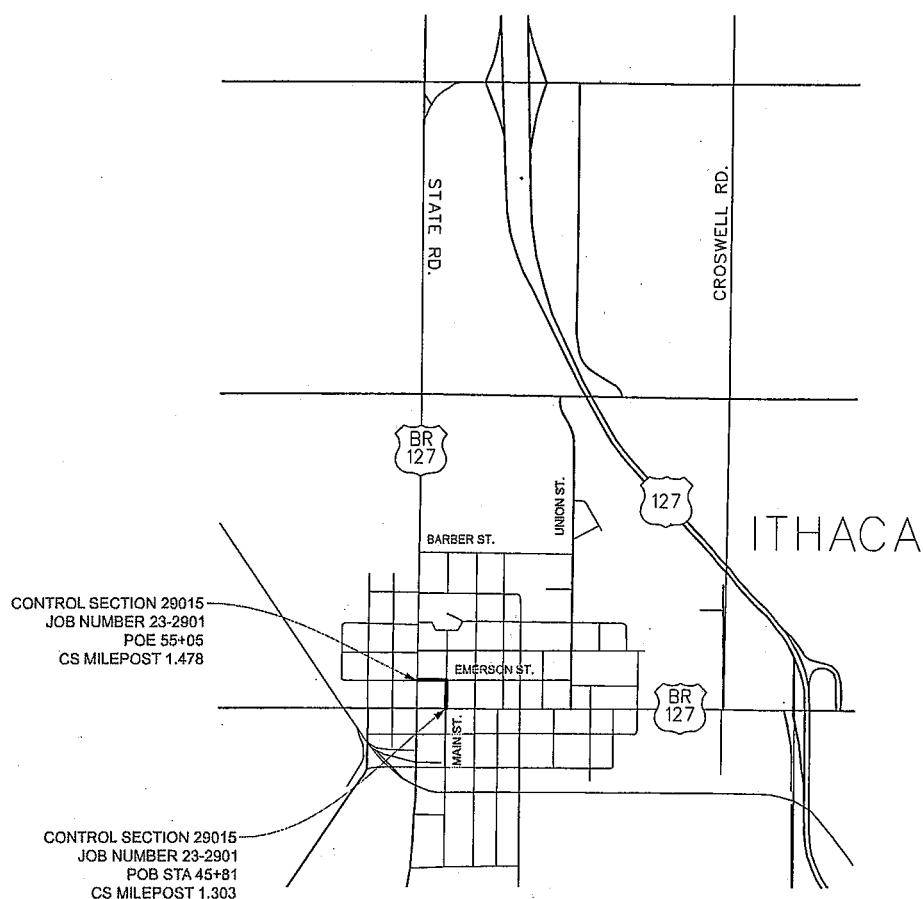 STATE RD.
CROSWELL RD.
BR
127
UNION ST.
127
ITHACA
BARBER ST.
CONTROL SECTION 29015
JOB NUMBER 23-2901
POE 55+05
CS MILEPOST 1.478
EMERSON ST.
BR
127
MAIN ST.
CONTROL SECTION 29015
JOB NUMBER 23-2901
POB STA 45+81
CS MILEPOST 1.303